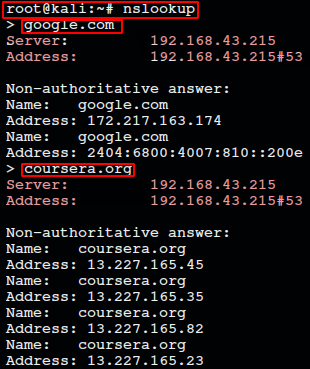 root@kali:~# nslookup
> google.com
Server: 192.168.43.215
Address: 192.168.43.215#53
Non-authoritative answer:
Name: google.com
Address: 172.217.163.174
Name: google.com
Address: 2404:6800:4007:810::200e
> coursera.org
Server: 192.168.43.215
Address: 192.168.43.215#53
Non-authoritative answer:
Name: coursera.org
Address: 13.227.165.45
Name: coursera.org
Address: 13.227.165.35
Name: coursera.org
Address: 13.227.165.82
Name: coursera.org
Address: 13.227.165.23